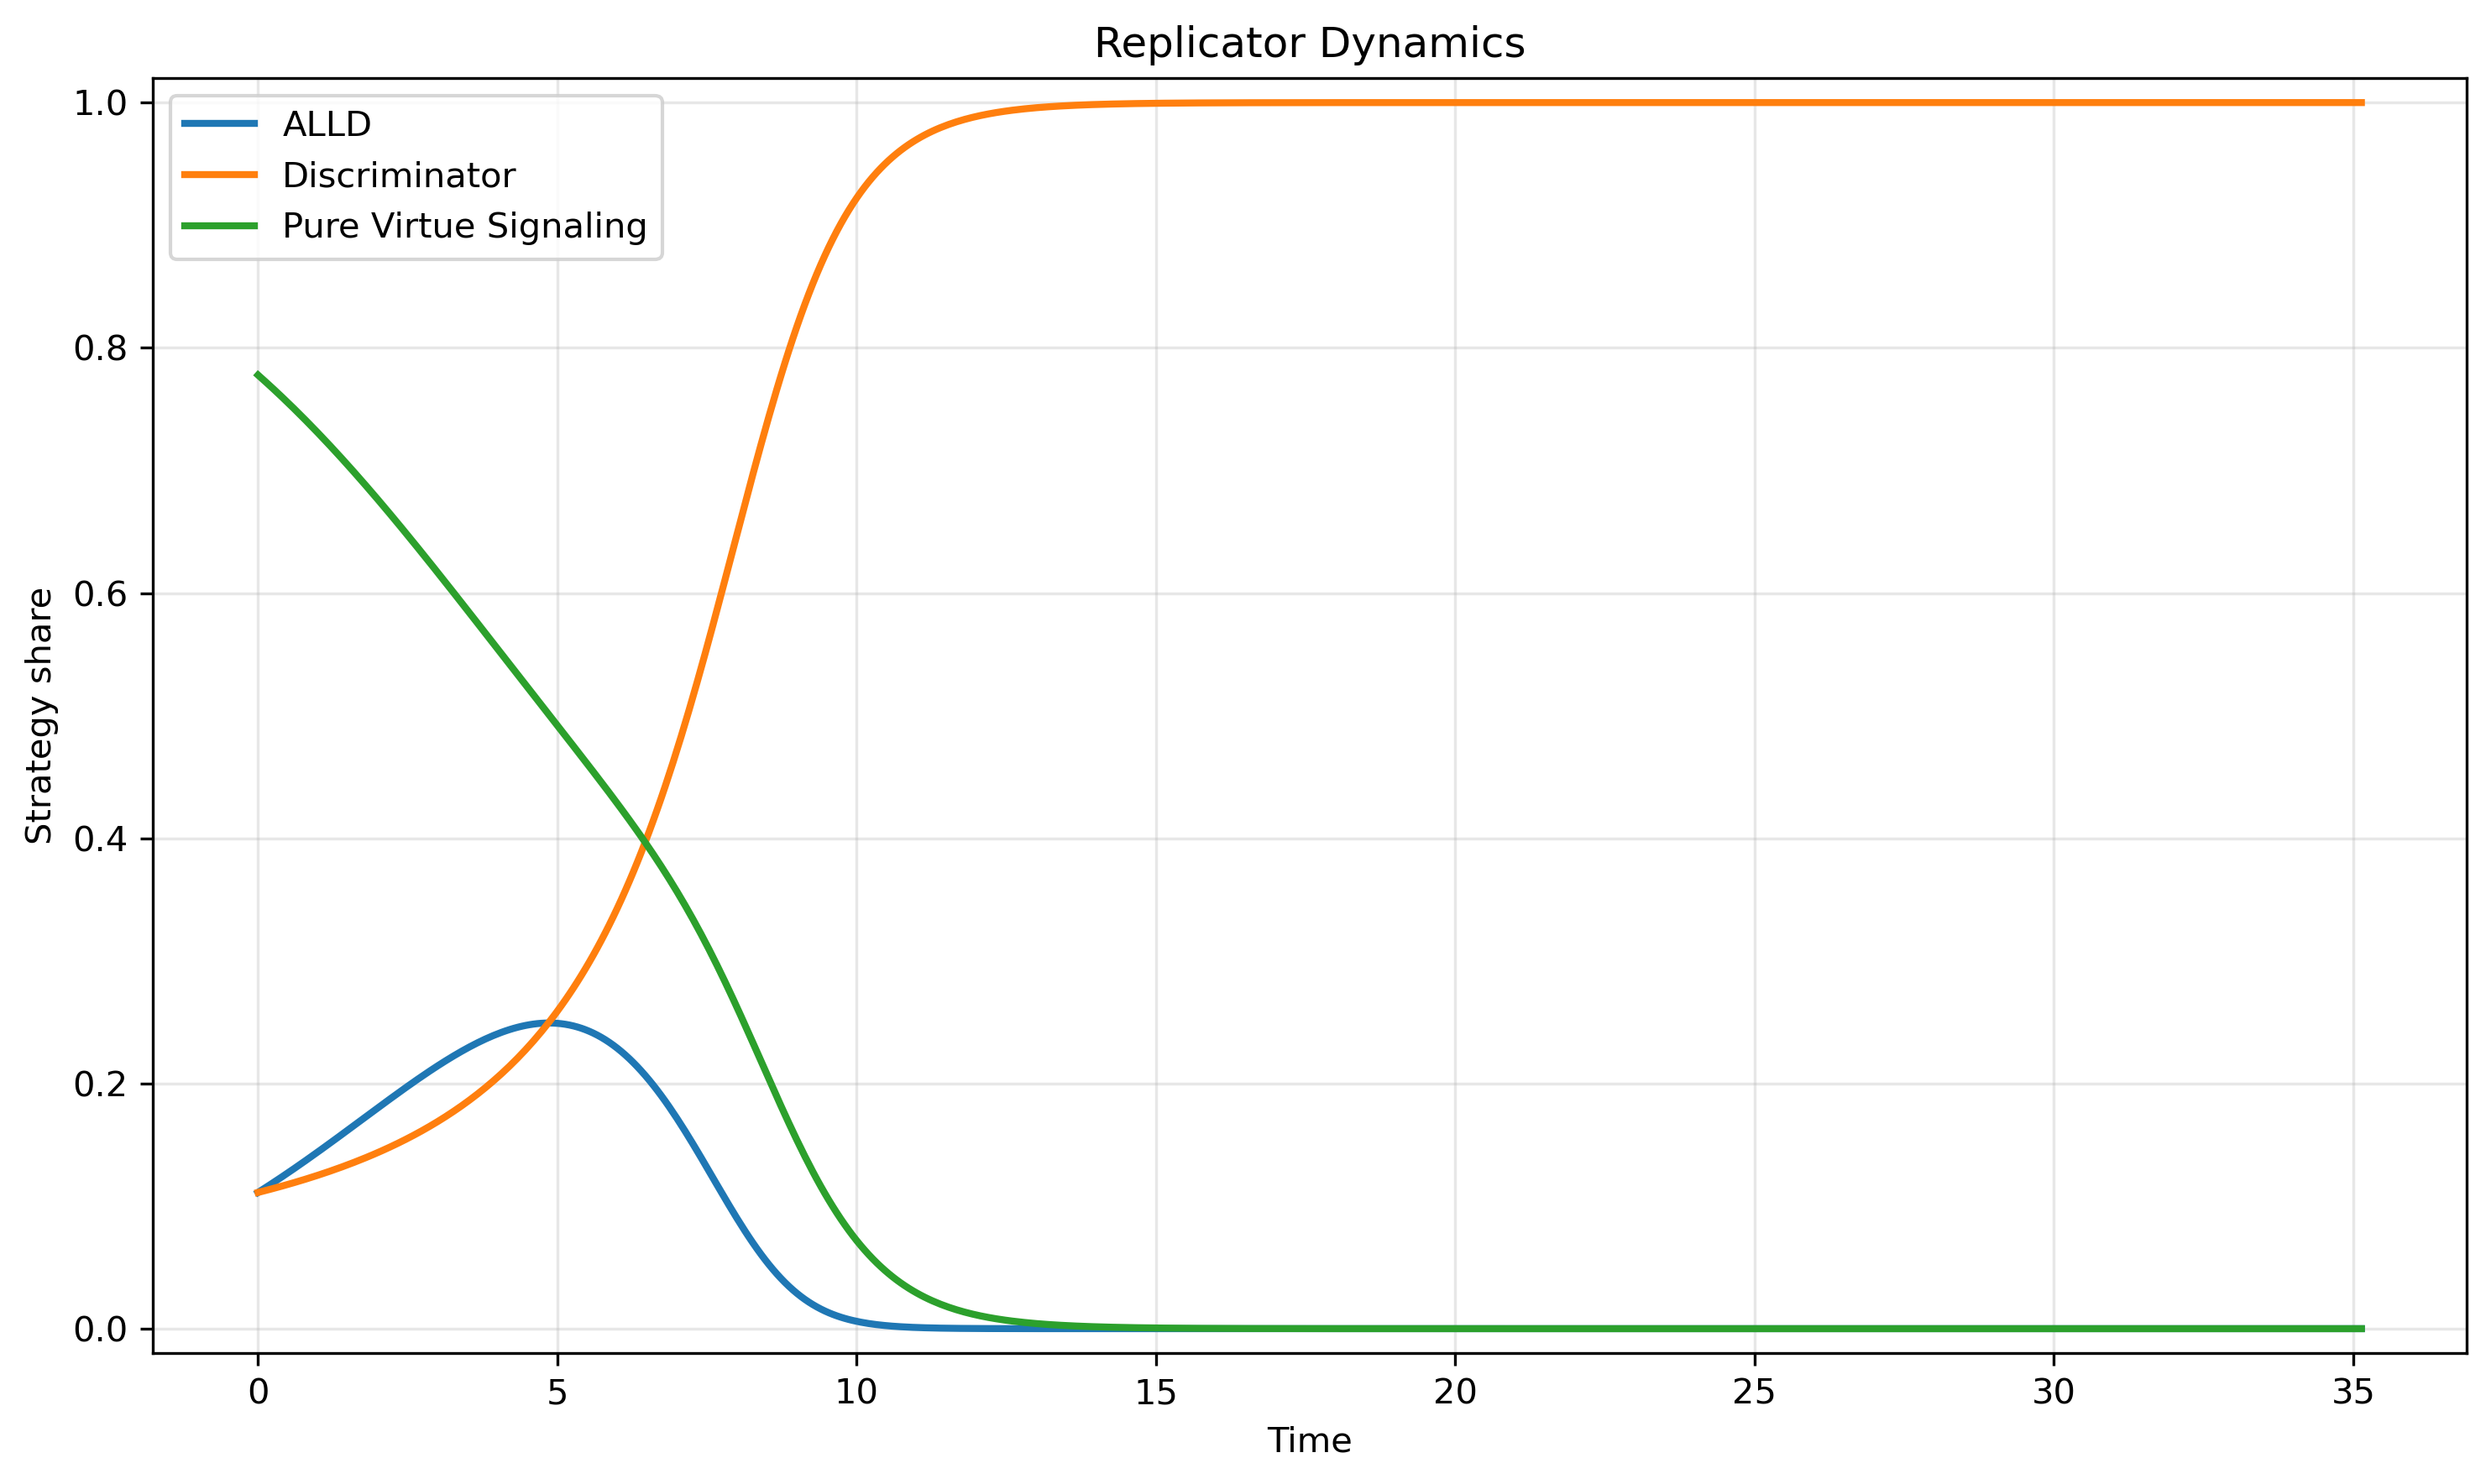 Replicator Dynamics
ALLD
Discriminator
Pure Virtue Signaling
Strategy share
1.0
0.8
0.6
0.4
0.2
0.0
0 5 10 15 20 25 30 35
Time